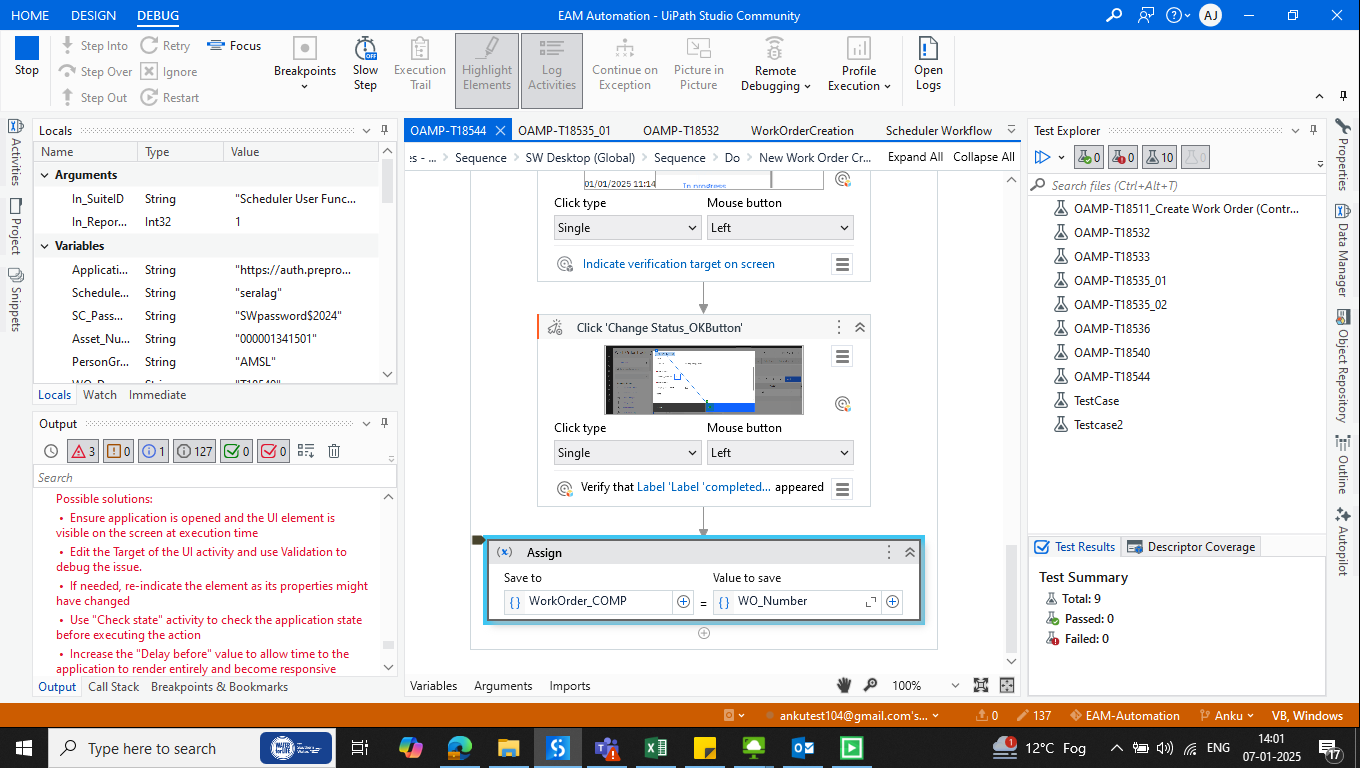 HOME DESIGN DEBUG
EAM Automation - UiPath Studio Community
AJ
Stop
Step Into
Step Over
Step Out
Retry
Ignore
Restart
Focus
Breakpoints
Slow Step
OFF
Execution Trail
Highlight Elements
Log Activities
Continue on Exception
Picture in Picture
Remote Debugging
Profile Execution
Open Logs
Activities
Project
Snippets
Locals
Name Type Value
Arguments
In_SuiteID String "Scheduler User Func...
In_Repor... Int32 1
Variables
Applicati... String "https://auth.prepro...
Schedule... String "seralag"
SC_Pass... String "SWpassword$2024"
Asset_Nu... String "000001341501"
PersonGr... String "AMSL"
Locals Watch Immediate
Output
3 0 1 127 0 0
Search
Possible solutions:
• Ensure application is opened and the UI element is
visible on the screen at execution time
• Edit the Target of the UI activity and use Validation to
debug the issue.
• If needed, re-indicate the element as its properties might
have changed
• Use "Check state" activity to check the application state
before executing the action
• Increase the "Delay before" value to allow time to the
application to render entirely and become responsive
Output Call Stack Breakpoints & Bookmarks
OAMP-T18544 OAMP-T18535_01 OAMP-T18532 WorkOrderCreation Scheduler Workflow
es - ... Sequence SW Desktop (Global) Sequence Do New Work Order Cr... Expand All Collapse All
01/01/2025 11:14 In progress
Click type Mouse button
Single Left
Indicate verification target on screen
Click 'Change Status_OKButton'
Click type Mouse button
Single Left
Verify that Label 'Label 'completed... appeared
(x) Assign
Save to Value to save
{} WorkOrder_COMP = {} WO_Number
Variables Arguments Imports 100%
Test Explorer
0 0 10 0
Search files (Ctrl+Alt+T)
OAMP-T18511_Create Work Order (Contr...
OAMP-T18532
OAMP-T18533
OAMP-T18535_01
OAMP-T18535_02
OAMP-T18536
OAMP-T18540
OAMP-T18544
TestCase
Testcase2
Test Results Descriptor Coverage
Test Summary
Total: 9
Passed: 0
Failed: 0
Properties
Data Manager
Object Repository
Outline
Autopilot
ankutest104@gmail.com's... 0 137 EAM-Automation Anku VB, Windows
Type here to search
1 12°C Fog ENG
14:01
07-01-2025
17